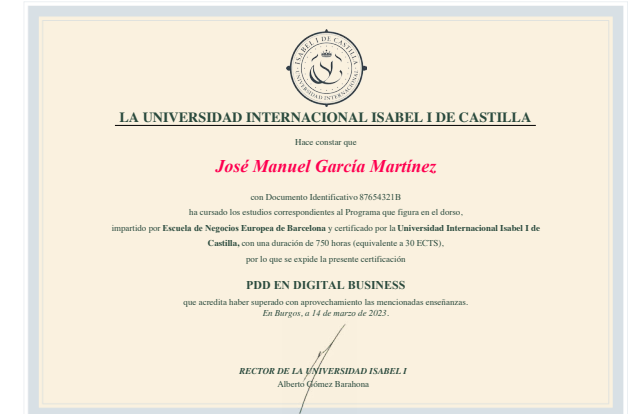 ISABEL I DE CASTILLA
UNIVERSIDAD INTERNACIONAL
LA UNIVERSIDAD INTERNACIONAL ISABEL I DE CASTILLA
Hace constar que
José Manuel García Martínez
con Documento Identificativo 87654321B
ha cursado los estudios correspondientes al Programa que figura en el dorso,
impartido por Escuela de Negocios Europea de Barcelona y certificado por la Universidad Internacional Isabel I de
Castilla, con una duración de 750 horas (equivalente a 30 ECTS),
por lo que se expide la presente certificación
PDD EN DIGITAL BUSINESS
que acredita haber superado con aprovechamiento las mencionadas enseñanzas.
En Burgos, a 14 de marzo de 2023.
RECTOR DE LA UNIVERSIDAD ISABEL I
Alberto Gómez Barahona